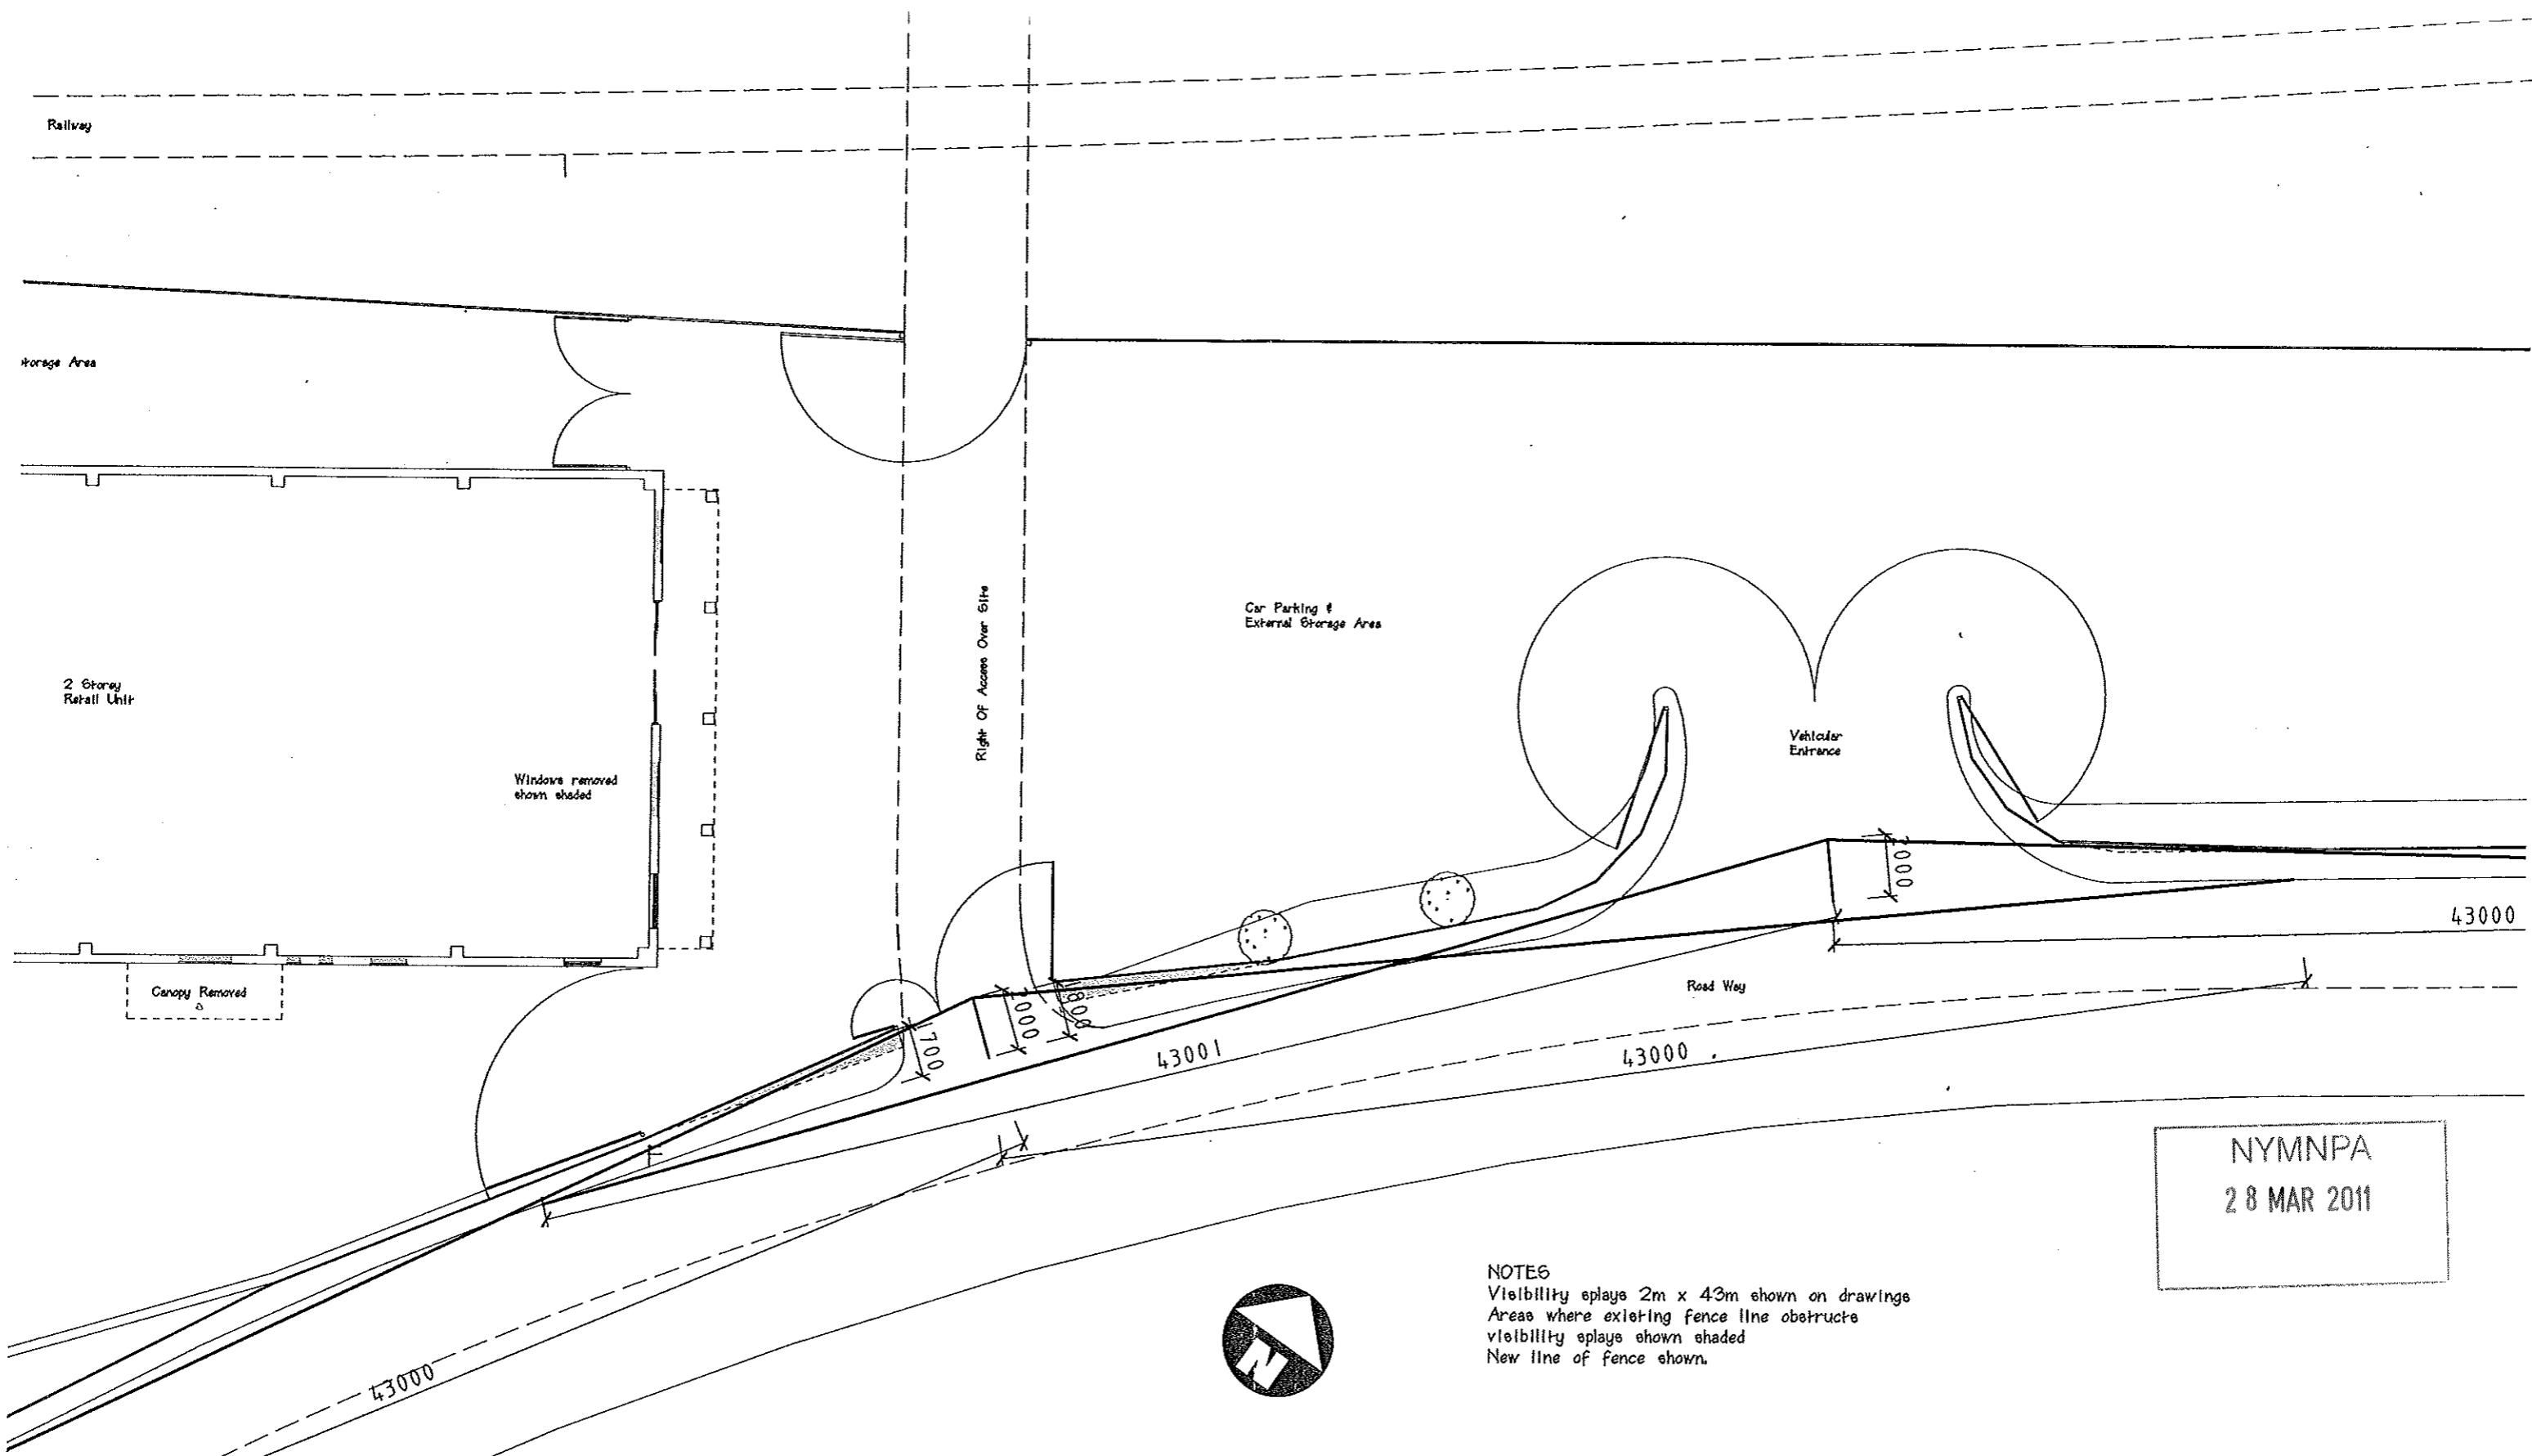 Railway
torage Area
2 Storey
Retail Unit
Windows removed
shown shaded
Canopy Removed
Right Of Access Over Site
Car Parking &
External Storage Area
Vehicular
Entrance
2000
43000
Road Way
2000
1800
1700
43001
43000
43000
N
NOTES
Visibility splays 2m x 43m shown on drawings
Areas where existing fence line obstructs
visibility splays shown shaded
New line of fence shown.
NYMNPA
28 MAR 2011